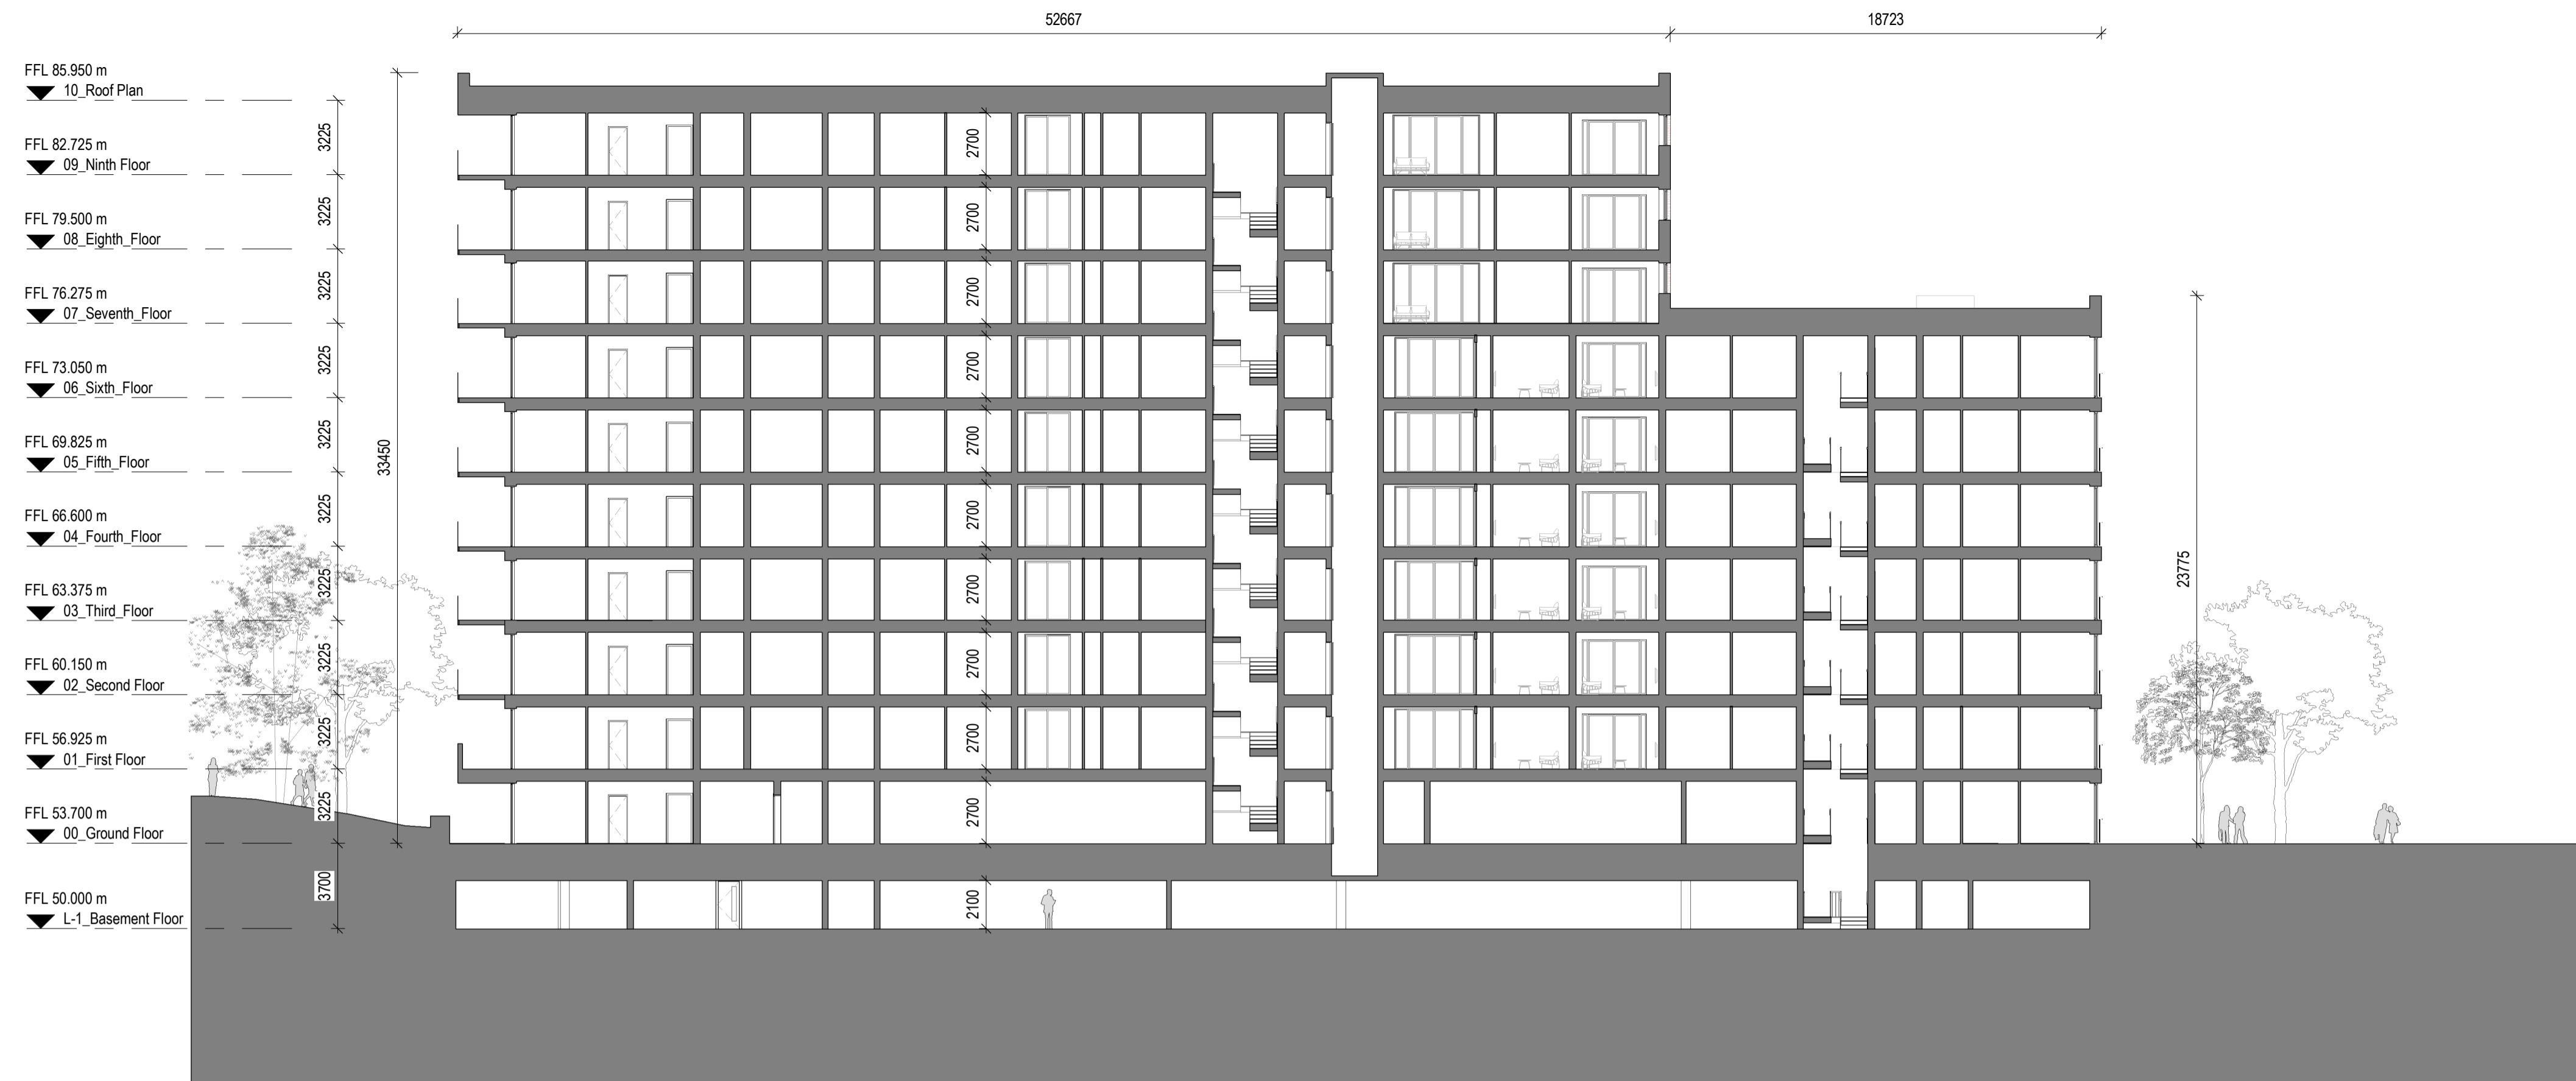 52667
18723
FFL 85.950 m
10_Roof Plan
3225
2700
FFL 82.725 m
09_Ninth Floor
3225
2700
FFL 79.500 m
08_Eighth_Floor
3225
2700
FFL 76.275 m
07_Seventh_Floor
3225
2700
FFL 73.050 m
06_Sixth_Floor
3225
2700
33450
FFL 69.825 m
05_Fifth_Floor
3225
2700
FFL 66.600 m
04_Fourth_Floor
3225
2700
23775
FFL 63.375 m
03_Third_Floor
3225
2700
FFL 60.150 m
02_Second Floor
3225
2700
FFL 56.925 m
01_First Floor
3225
2700
FFL 53.700 m
00_Ground Floor
3700
2100
FFL 50.000 m
L-1_Basement Floor